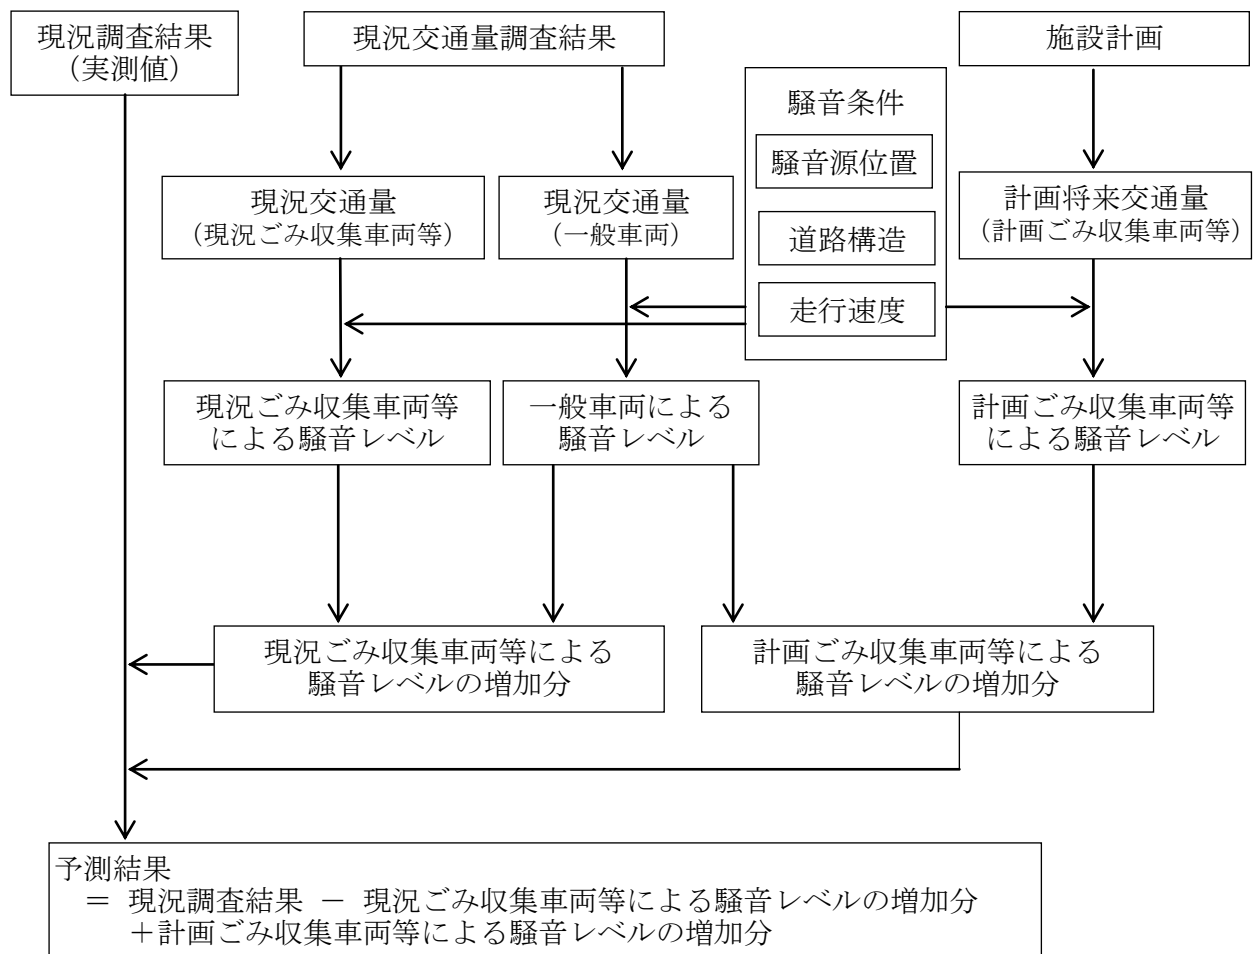 現況調査結果
（実測値）
現況交通量調査結果
施設計画
騒音条件
騒音源位置
道路構造
走行速度
現況交通量
（現況ごみ収集車両等）
現況交通量
（一般車両）
計画将来交通量
（計画ごみ収集車両等）
現況ごみ収集車両等
による騒音レベル
一般車両による
騒音レベル
計画ごみ収集車両等
による騒音レベル
現況ごみ収集車両等による
騒音レベルの増加分
計画ごみ収集車両等による
騒音レベルの増加分
予測結果
＝ 現況調査結果 － 現況ごみ収集車両等による騒音レベルの増加分
＋計画ごみ収集車両等による騒音レベルの増加分